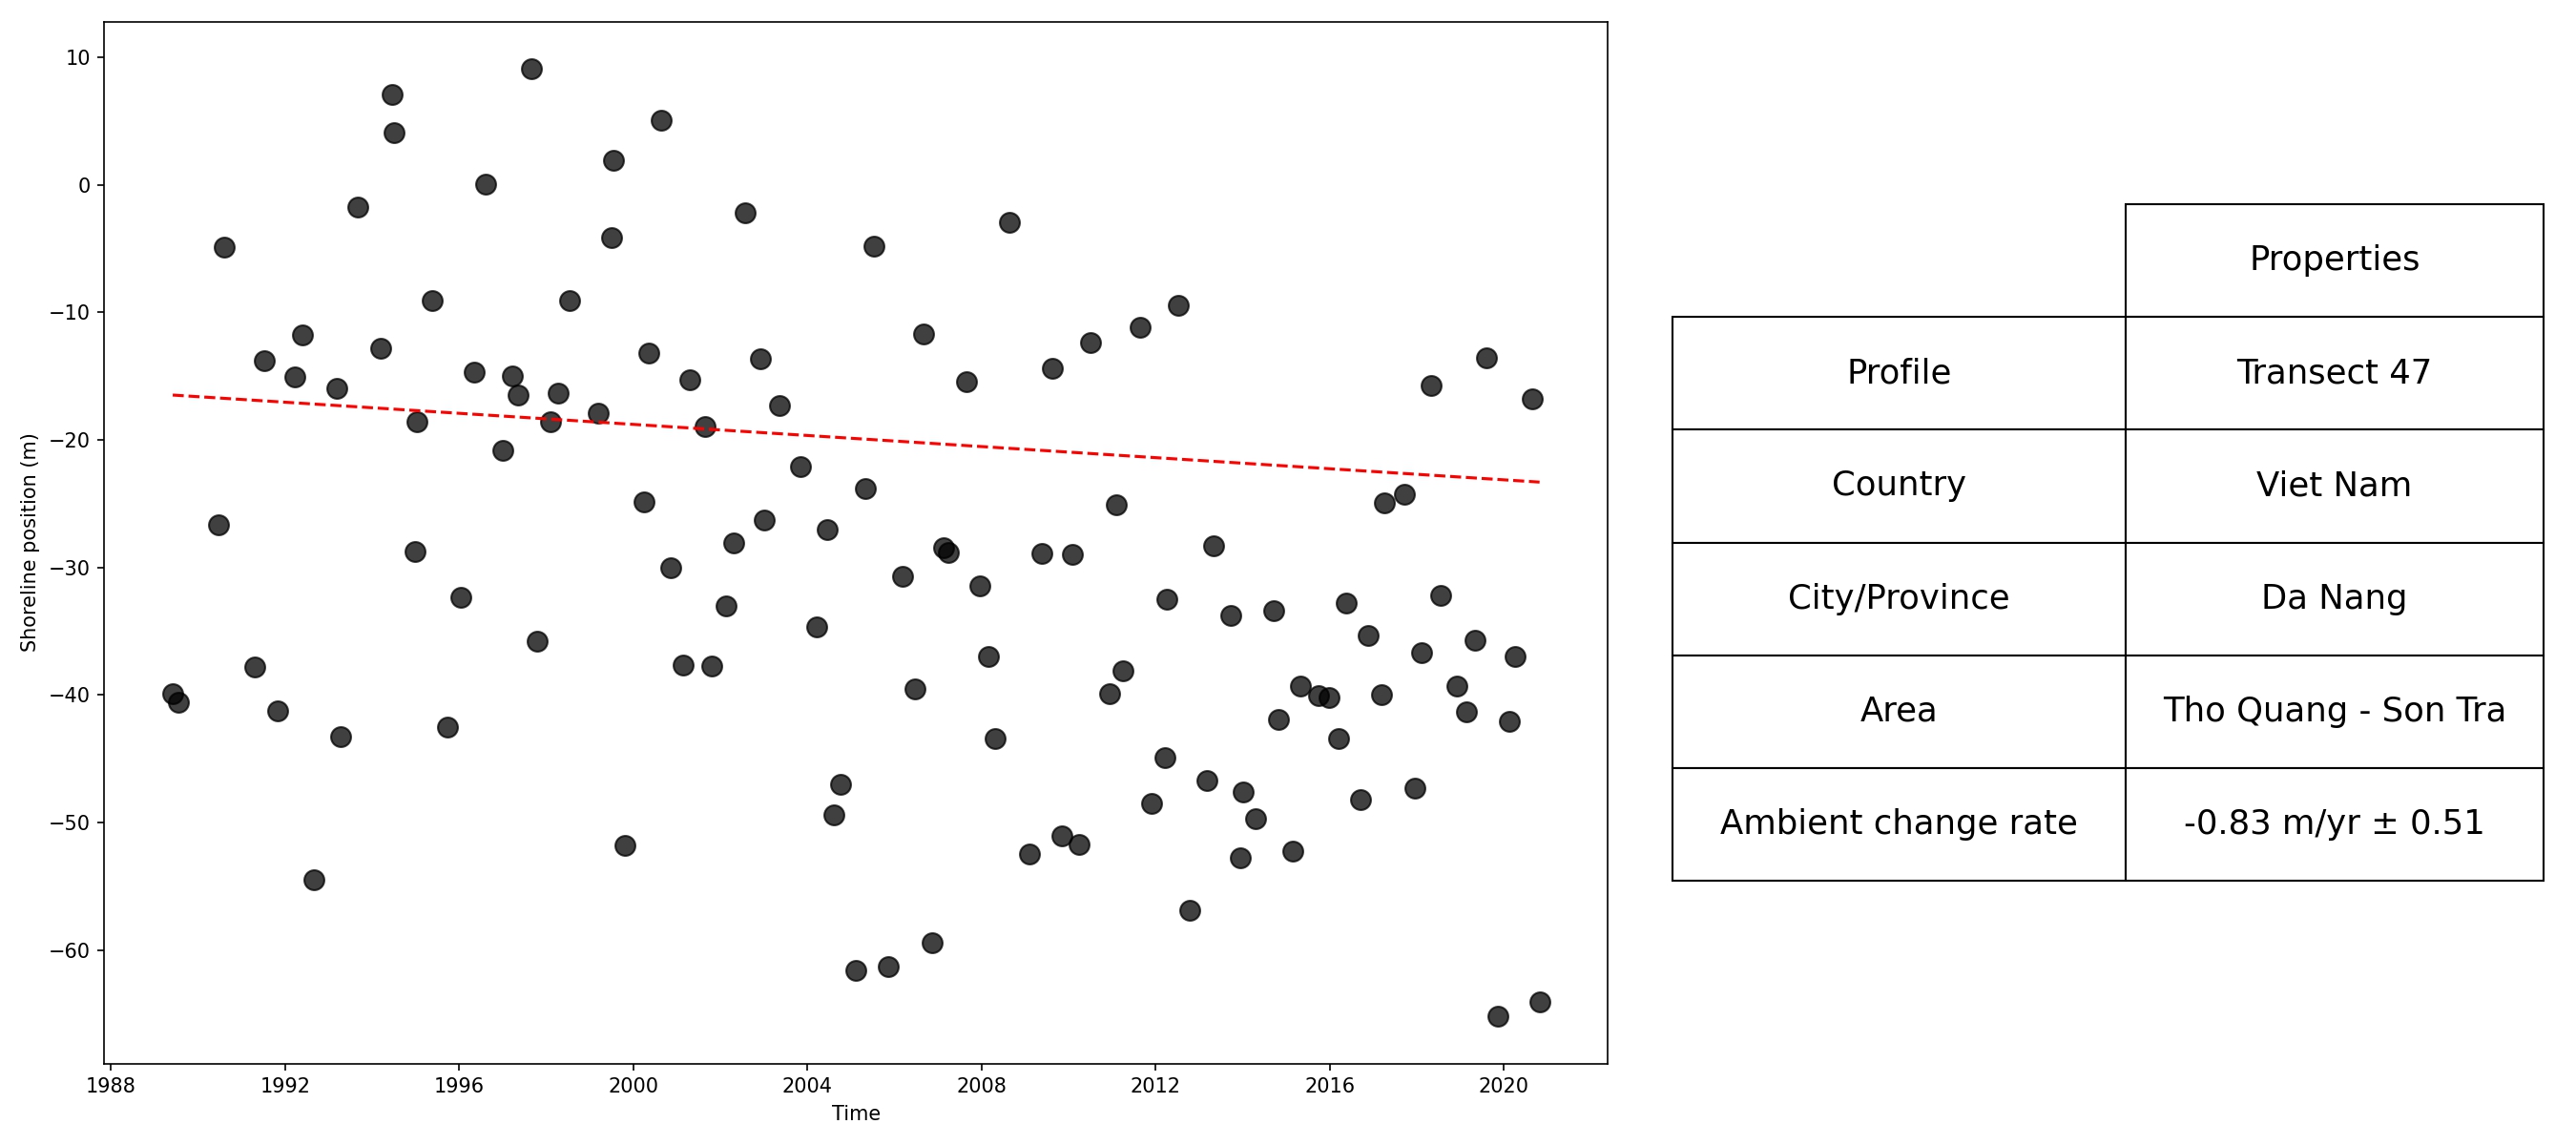 10
0
−10
−20
−30
−40
−50
−60
Shoreline position (m)
1988 1992 1996 2000 2004 2008 2012 2016 2020
Time
Properties
Profile Transect 47
Country Viet Nam
City/Province Da Nang
Area Tho Quang - Son Tra
Ambient change rate -0.83 m/yr ± 0.51